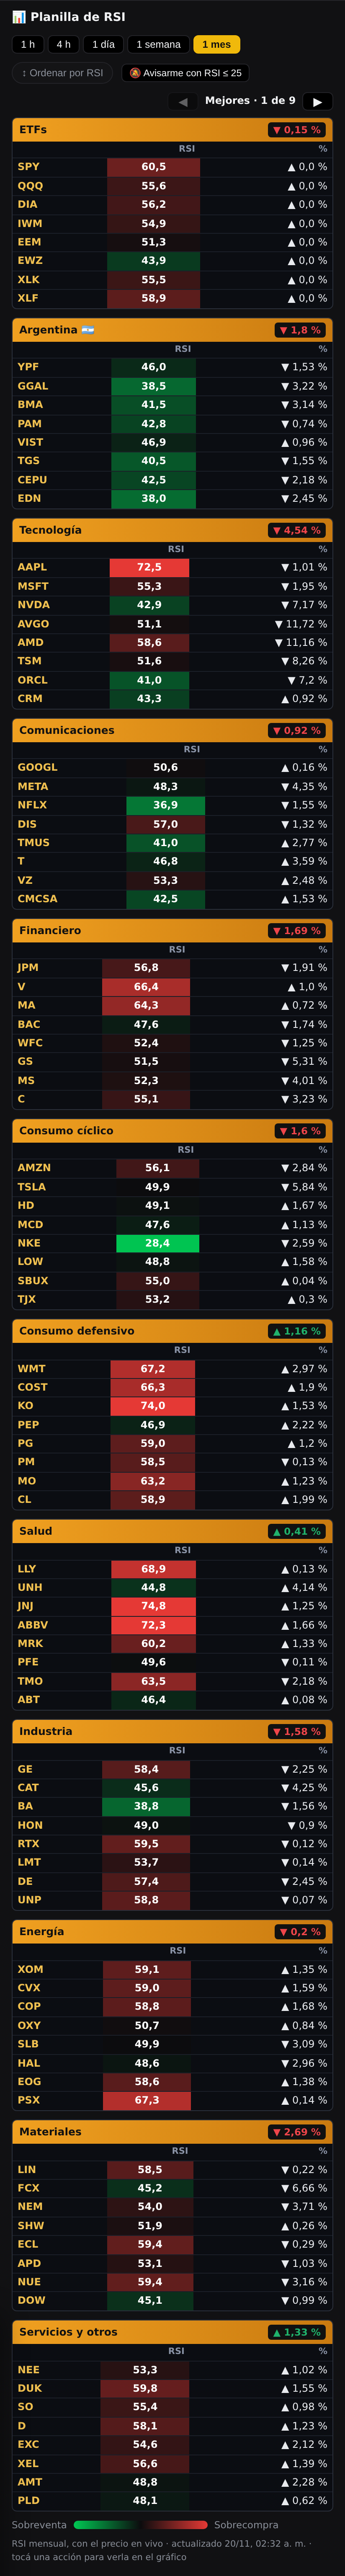 📊 Planilla de RSI
1 h 4 h 1 día 1 semana 1 mes
↕ Ordenar por RSI 🔕 Avisarme con RSI ≤ 25
◀ Mejores · 1 de 9 ▶
ETFs ▼ 0,15 %
RSI %
SPY 60,5 ▲ 0,0 %
QQQ 55,6 ▲ 0,0 %
DIA 56,2 ▲ 0,0 %
IWM 54,9 ▲ 0,0 %
EEM 51,3 ▲ 0,0 %
EWZ 43,9 ▲ 0,0 %
XLK 55,5 ▲ 0,0 %
XLF 58,9 ▲ 0,0 %
Argentina 🇦🇷 ▼ 1,8 %
RSI %
YPF 46,0 ▼ 1,53 %
GGAL 38,5 ▼ 3,22 %
BMA 41,5 ▼ 3,14 %
PAM 42,8 ▼ 0,74 %
VIST 46,9 ▲ 0,96 %
TGS 40,5 ▼ 1,55 %
CEPU 42,5 ▼ 2,18 %
EDN 38,0 ▼ 2,45 %
Tecnología ▼ 4,54 %
RSI %
AAPL 72,5 ▼ 1,01 %
MSFT 55,3 ▼ 1,95 %
NVDA 42,9 ▼ 7,17 %
AVGO 51,1 ▼ 11,72 %
AMD 58,6 ▼ 11,16 %
TSM 51,6 ▼ 8,26 %
ORCL 41,0 ▼ 7,2 %
CRM 43,3 ▲ 0,92 %
Comunicaciones ▼ 0,92 %
RSI %
GOOGL 50,6 ▲ 0,16 %
META 48,3 ▼ 4,35 %
NFLX 36,9 ▼ 1,55 %
DIS 57,0 ▼ 1,32 %
TMUS 41,0 ▲ 2,77 %
T 46,8 ▲ 3,59 %
VZ 53,3 ▲ 2,48 %
CMCSA 42,5 ▲ 1,53 %
Financiero ▼ 1,69 %
RSI %
JPM 56,8 ▼ 1,91 %
V 66,4 ▲ 1,0 %
MA 64,3 ▲ 0,72 %
BAC 47,6 ▼ 1,74 %
WFC 52,4 ▼ 1,25 %
GS 51,5 ▼ 5,31 %
MS 52,3 ▼ 4,01 %
C 55,1 ▼ 3,23 %
Consumo cíclico ▼ 1,6 %
RSI %
AMZN 56,1 ▼ 2,84 %
TSLA 49,9 ▼ 5,84 %
HD 49,1 ▲ 1,67 %
MCD 47,6 ▲ 1,13 %
NKE 28,4 ▼ 2,59 %
LOW 48,8 ▲ 1,58 %
SBUX 55,0 ▲ 0,04 %
TJX 53,2 ▲ 0,3 %
Consumo defensivo ▲ 1,16 %
RSI %
WMT 67,2 ▲ 2,97 %
COST 66,3 ▲ 1,9 %
KO 74,0 ▲ 1,53 %
PEP 46,9 ▲ 2,22 %
PG 59,0 ▲ 1,2 %
PM 58,5 ▼ 0,13 %
MO 63,2 ▲ 1,23 %
CL 58,9 ▲ 1,99 %
Salud ▲ 0,41 %
RSI %
LLY 68,9 ▲ 0,13 %
UNH 44,8 ▲ 4,14 %
JNJ 74,8 ▲ 1,25 %
ABBV 72,3 ▲ 1,66 %
MRK 60,2 ▲ 1,33 %
PFE 49,6 ▼ 0,11 %
TMO 63,5 ▼ 2,18 %
ABT 46,4 ▲ 0,08 %
Industria ▼ 1,58 %
RSI %
GE 58,4 ▼ 2,25 %
CAT 45,6 ▼ 4,25 %
BA 38,8 ▼ 1,56 %
HON 49,0 ▼ 0,9 %
RTX 59,5 ▼ 0,12 %
LMT 53,7 ▼ 0,14 %
DE 57,4 ▼ 2,45 %
UNP 58,8 ▼ 0,07 %
Energía ▼ 0,2 %
RSI %
XOM 59,1 ▲ 1,35 %
CVX 59,0 ▲ 1,59 %
COP 58,8 ▲ 1,68 %
OXY 50,7 ▲ 0,84 %
SLB 49,9 ▼ 3,09 %
HAL 48,6 ▼ 2,96 %
EOG 58,6 ▲ 1,38 %
PSX 67,3 ▲ 0,14 %
Materiales ▼ 2,69 %
RSI %
LIN 58,5 ▼ 0,22 %
FCX 45,2 ▼ 6,66 %
NEM 54,0 ▼ 3,71 %
SHW 51,9 ▲ 0,26 %
ECL 59,4 ▼ 0,29 %
APD 53,1 ▼ 1,03 %
NUE 59,4 ▼ 3,16 %
DOW 45,1 ▼ 0,99 %
Servicios y otros ▲ 1,33 %
RSI %
NEE 53,3 ▲ 1,02 %
DUK 59,8 ▲ 1,55 %
SO 55,4 ▲ 0,98 %
D 58,1 ▲ 1,23 %
EXC 54,6 ▲ 2,12 %
XEL 56,6 ▲ 1,39 %
AMT 48,8 ▲ 2,28 %
PLD 48,1 ▲ 0,62 %
Sobreventa Sobrecompra
RSI mensual, con el precio en vivo · actualizado 20/11, 02:32 a. m. ·
tocá una acción para verla en el gráfico